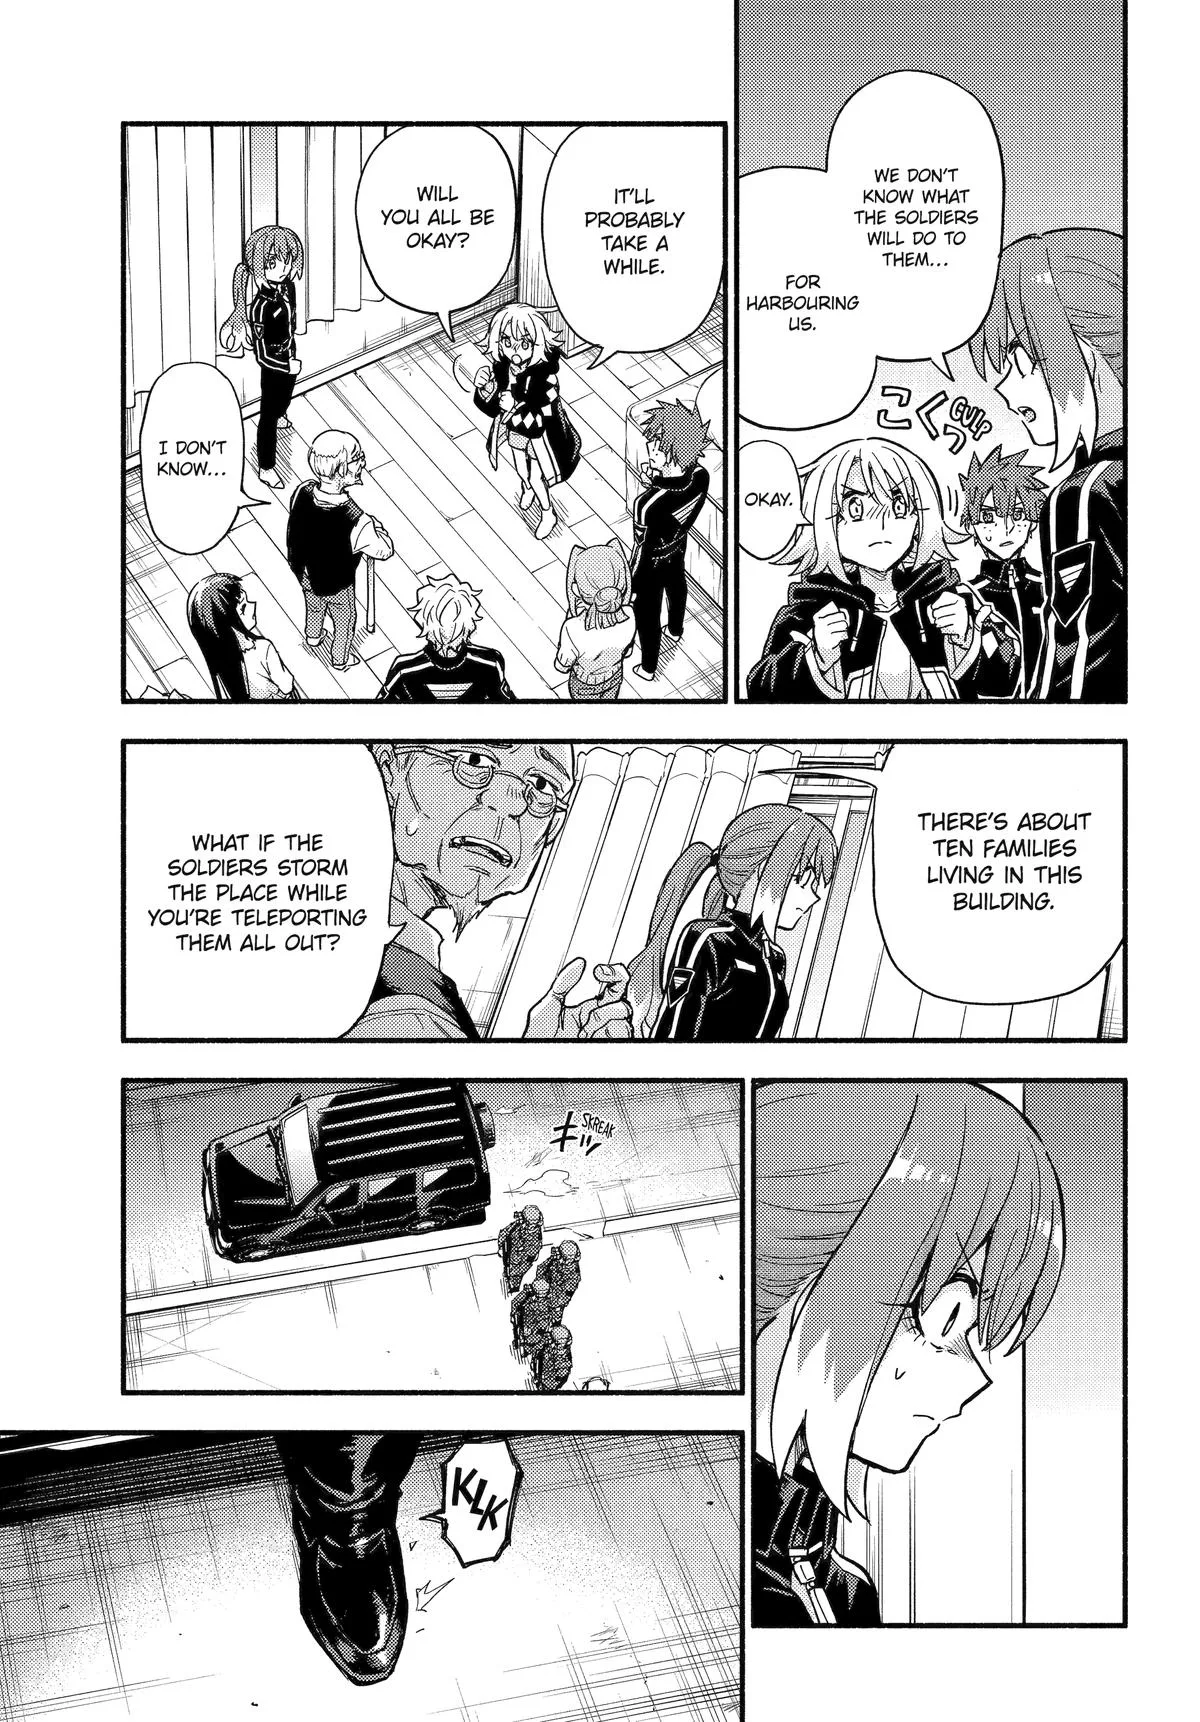 WE DON'T
KNOW WHAT
THE SOLDIERS
WILL DO TO
THEM...
FOR
HARBOURING
US.
こくっ
GULP
OKAY.
IT'LL
PROBABLY
TAKE A
WHILE.
WILL
YOU ALL BE
OKAY?
I DON'T
KNOW...
THERE'S ABOUT
TEN FAMILIES
LIVING IN THIS
BUILDING.
WHAT IF THE
SOLDIERS STORM
THE PLACE WHILE
YOU'RE TELEPORTING
THEM ALL OUT?
キッ
SKREAK
KLK